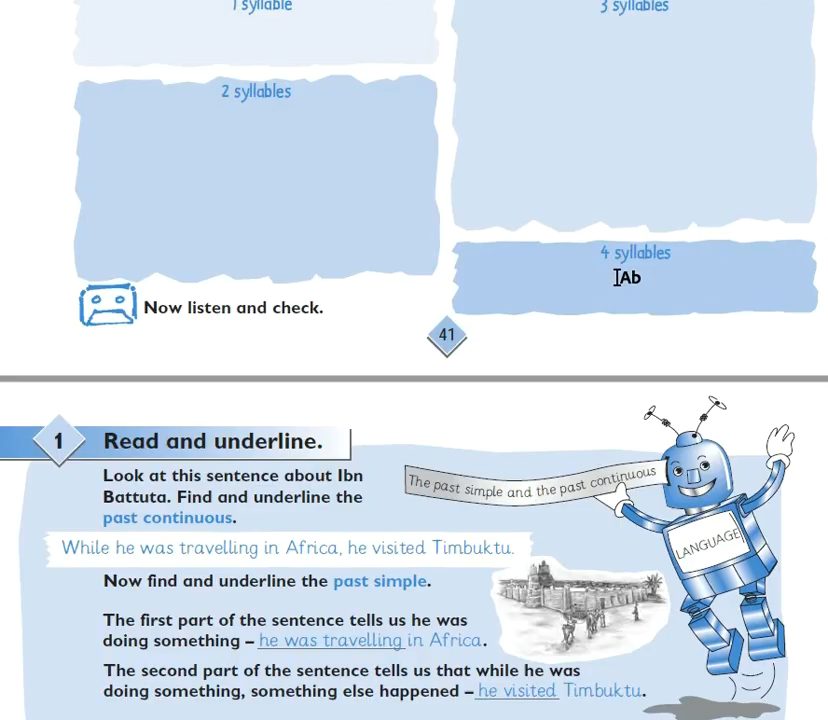 1 syllable
3 syllables
2 syllables
4 syllables
Ab
Now listen and check.
41
1 Read and underline.
Look at this sentence about Ibn
Battuta. Find and underline the
past continuous.
The past simple and the past continuous
LANGUAGE
While he was travelling in Africa, he visited Timbuktu.
Now find and underline the past simple.
The first part of the sentence tells us he was
doing something – he was travelling in Africa.
The second part of the sentence tells us that while he was
doing something, something else happened – he visited Timbuktu.